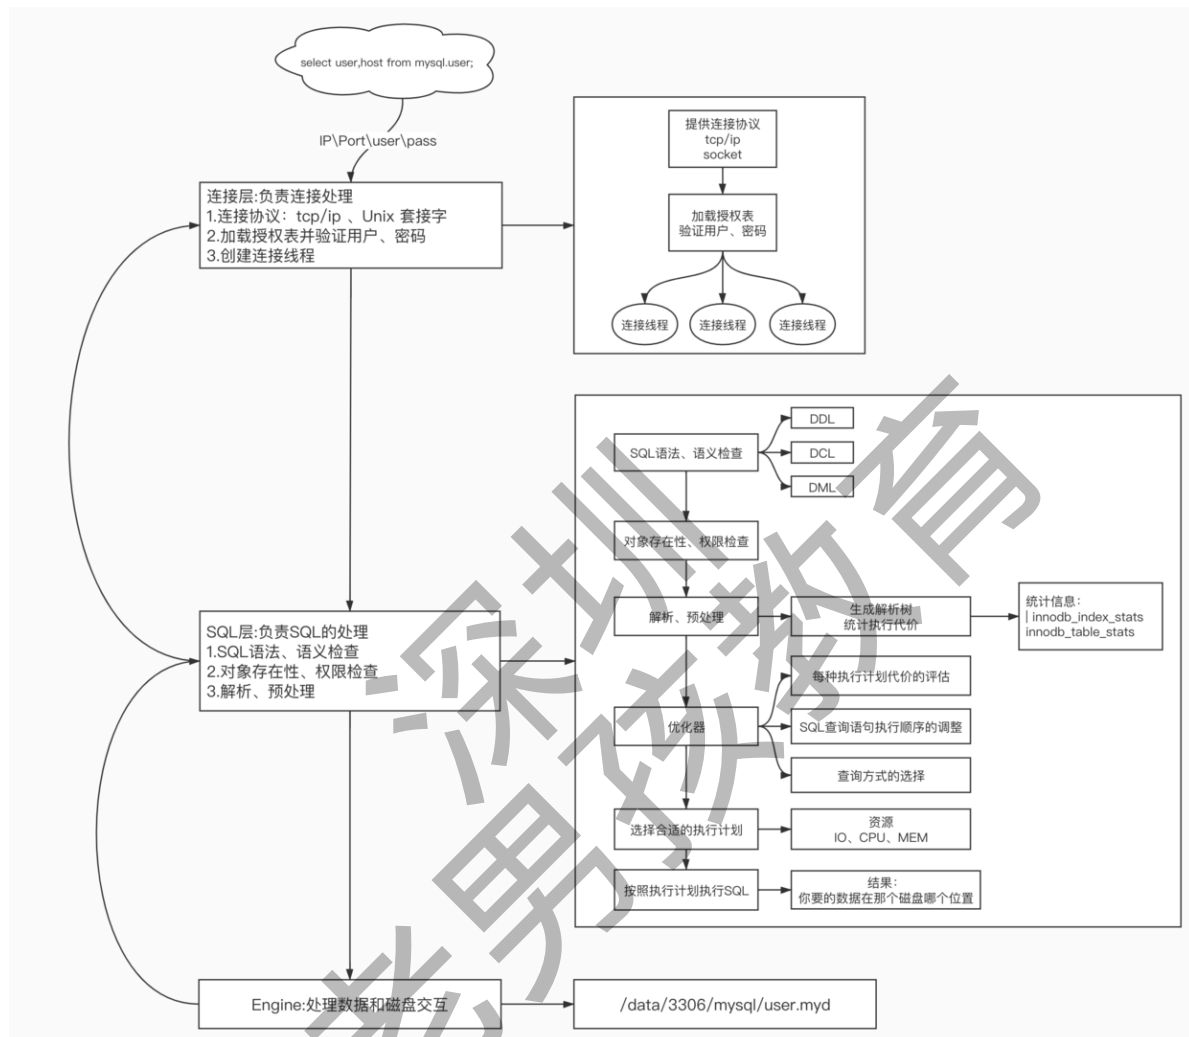 select user,host from mysql.user;
IP\Port\user\pass
连接层:负责连接处理
1.连接协议：tcp/ip 、Unix 套接字
2.加载授权表并验证用户、密码
3.创建连接线程
提供连接协议
tcp/ip
socket
加载授权表
验证用户、密码
连接线程
连接线程
连接线程
SQL层:负责SQL的处理
1.SQL语法、语义检查
2.对象存在性、权限检查
3.解析、预处理
SQL语法、语义检查
DDL
DCL
DML
对象存在性、权限检查
解析、预处理
生成解析树
统计执行代价
统计信息：
| innodb_index_stats
innodb_table_stats
优化器
每种执行计划代价的评估
SQL查询语句执行顺序的调整
查询方式的选择
选择合适的执行计划
资源
IO、CPU、MEM
按照执行计划执行SQL
结果：
你要的数据在那个磁盘哪个位置
Engine:处理数据和磁盘交互
/data/3306/mysql/user.myd
深圳
老男孩教育